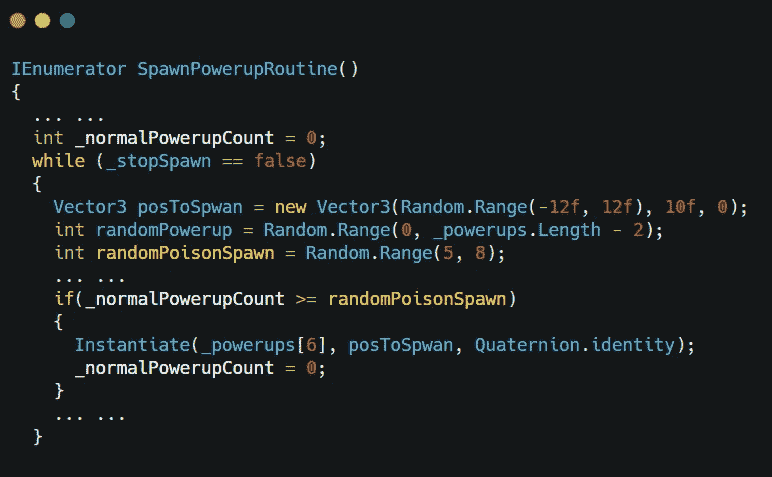 IEnumerator SpawnPowerupRoutine()
{
  ... ...
  int _normalPowerupCount = 0;
  while (_stopSpawn == false)
  {
    Vector3 posToSpwan = new Vector3(Random.Range(-12f, 12f), 10f, 0);
    int randomPowerup = Random.Range(0, _powerups.Length - 2);
    int randomPoisonSpawn = Random.Range(5, 8);
    ... ...
    if(_normalPowerupCount >= randomPoisonSpawn)
    {
      Instantiate(_powerups[6], posToSpwan, Quaternion.identity);
      _normalPowerupCount = 0;
    }
    ... ...
  }